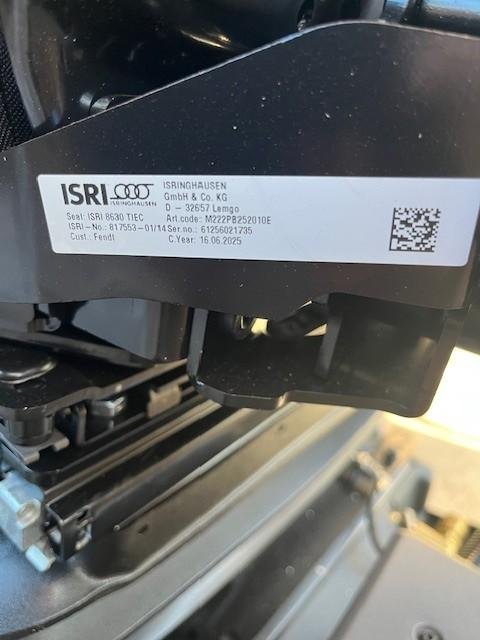 ISRI ISRINGHAUSEN
ISRINGHAUSEN
GmbH & Co. KG
D. - 32657 Lemgo
Seat: ISRI 8630 TIEC Art.code: M222PB252010E
ISRI-No.: 817553-01/14 Ser.no.: 61256021735
Cust.: Fendt C.Year: 16.06.2025